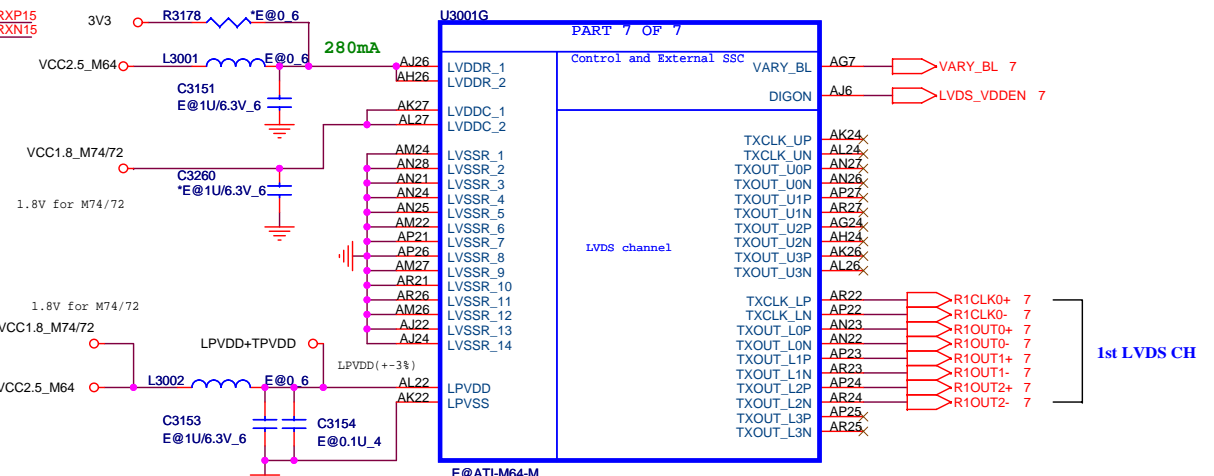 RXP15
RXN15
3V3
R3178
*E@0_6
U3001G
PART 7 OF 7
280mA
VCC2.5_M64
L3001
E@0_6
AJ26
LVDDR_1
AH26
LVDDR_2
Control and External SSC
VARY_BL
AG7
VARY_BL 7
DIGON
AJ6
LVDS_VDDEN 7
C3151
E@1U/6.3V_6
AK27
LVDDC_1
AL27
LVDDC_2
VCC1.8_M74/72
C3260
*E@1U/6.3V_6
1.8V for M74/72
AM24
LVSSR_1
AN28
LVSSR_2
AN21
LVSSR_3
AN24
LVSSR_4
AN25
LVSSR_5
AM22
LVSSR_6
AP21
LVSSR_7
AP26
LVSSR_8
AM27
LVSSR_9
AR21
LVSSR_10
AR26
LVSSR_11
AM26
LVSSR_12
AJ22
LVSSR_13
AJ24
LVSSR_14
LVDS channel
TXCLK_UP
AK24
TXCLK_UN
AL24
TXOUT_U0P
AN27
TXOUT_U0N
AN26
TXOUT_U1P
AP27
TXOUT_U1N
AR27
TXOUT_U2P
AG24
TXOUT_U2N
AH24
TXOUT_U3P
AK26
TXOUT_U3N
AL26
TXCLK_LP
AR22
R1CLK0+ 7
TXCLK_LN
AP22
R1CLK0- 7
TXOUT_L0P
AN23
R1OUT0+ 7
TXOUT_L0N
AN22
R1OUT0- 7
TXOUT_L1P
AP23
R1OUT1+ 7
TXOUT_L1N
AR23
R1OUT1- 7
TXOUT_L2P
AP24
R1OUT2+ 7
TXOUT_L2N
AR24
R1OUT2- 7
TXOUT_L3P
AP25
TXOUT_L3N
AR25
1st LVDS CH
1.8V for M74/72
VCC1.8_M74/72
LPVDD+TPVDD
LPVDD(+-3%)
VCC2.5_M64
L3002
E@0_6
AL22
LPVDD
AK22
LPVSS
C3153
E@1U/6.3V_6
C3154
E@0.1U_4
E@ATI-M64-M